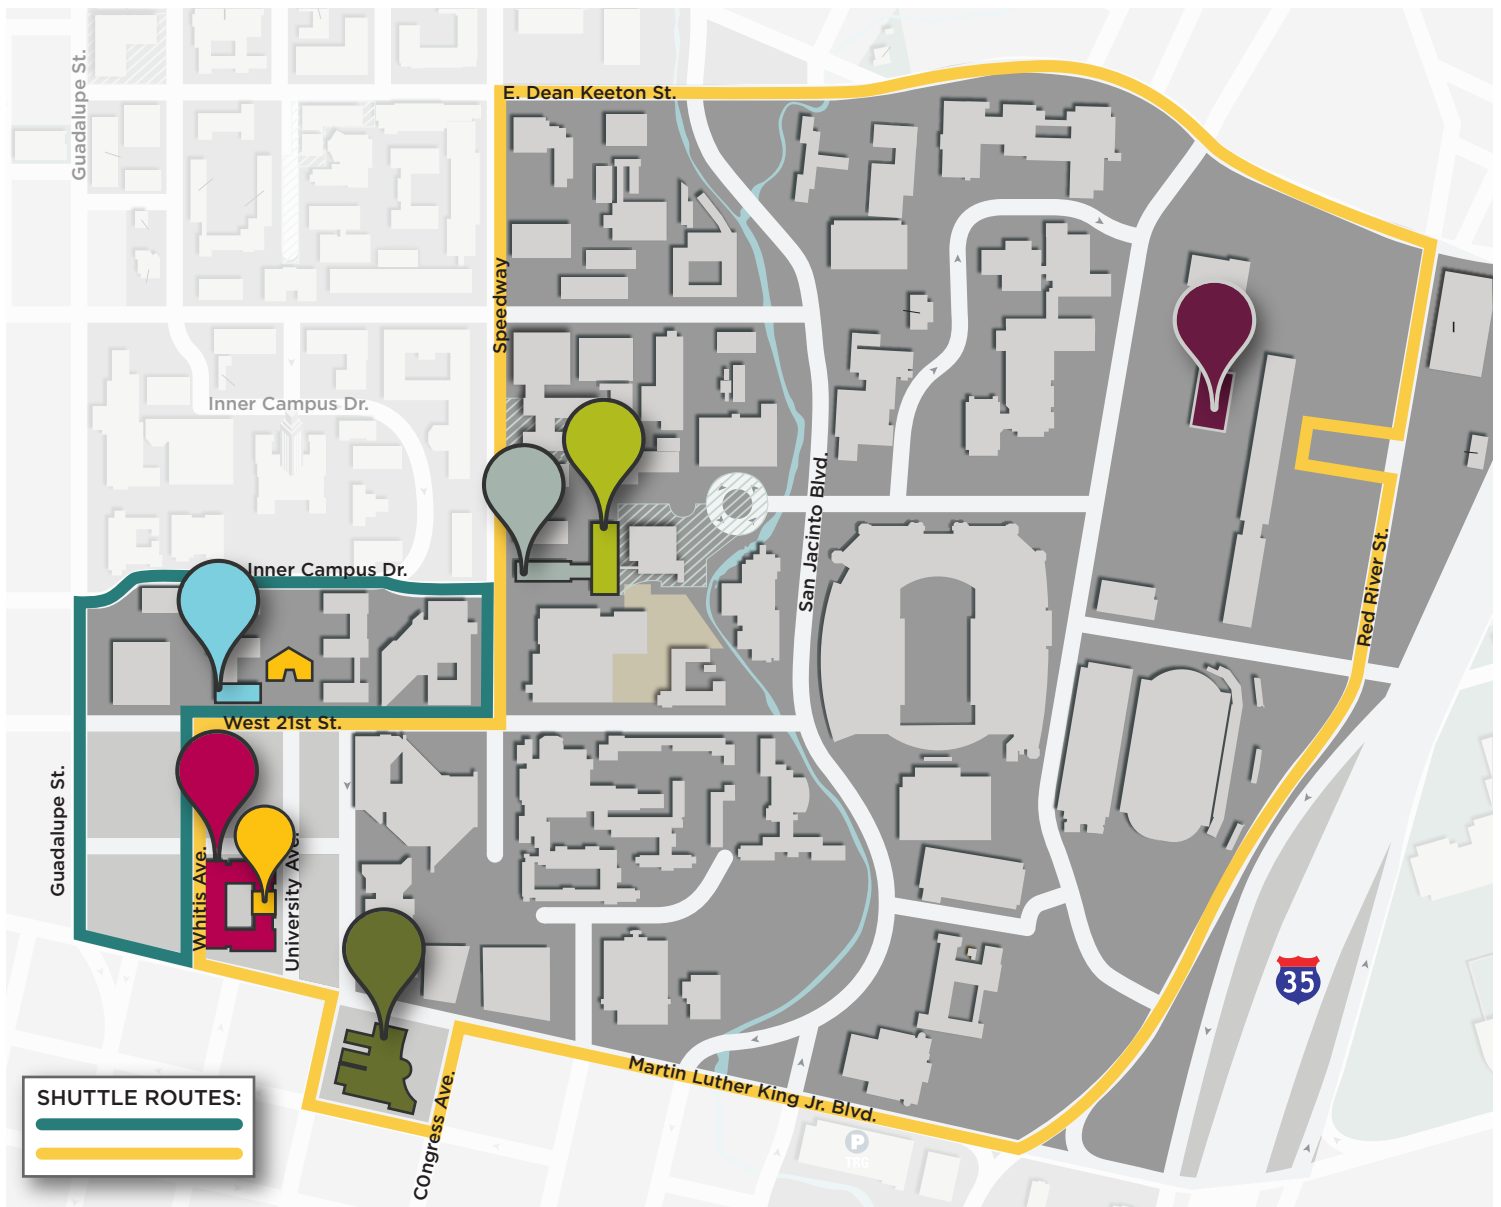 Guadalupe St.
E. Dean Keeton St.
Speedway
Inner Campus Dr.
San Jacinto Blvd.
Inner Campus Dr.
Red River St.
West 21st St.
Guadalupe St.
Whitis Ave.
University Ave.
35
Martin Luther King Jr. Blvd.
Congress Ave.
SHUTTLE ROUTES:
P
TRG